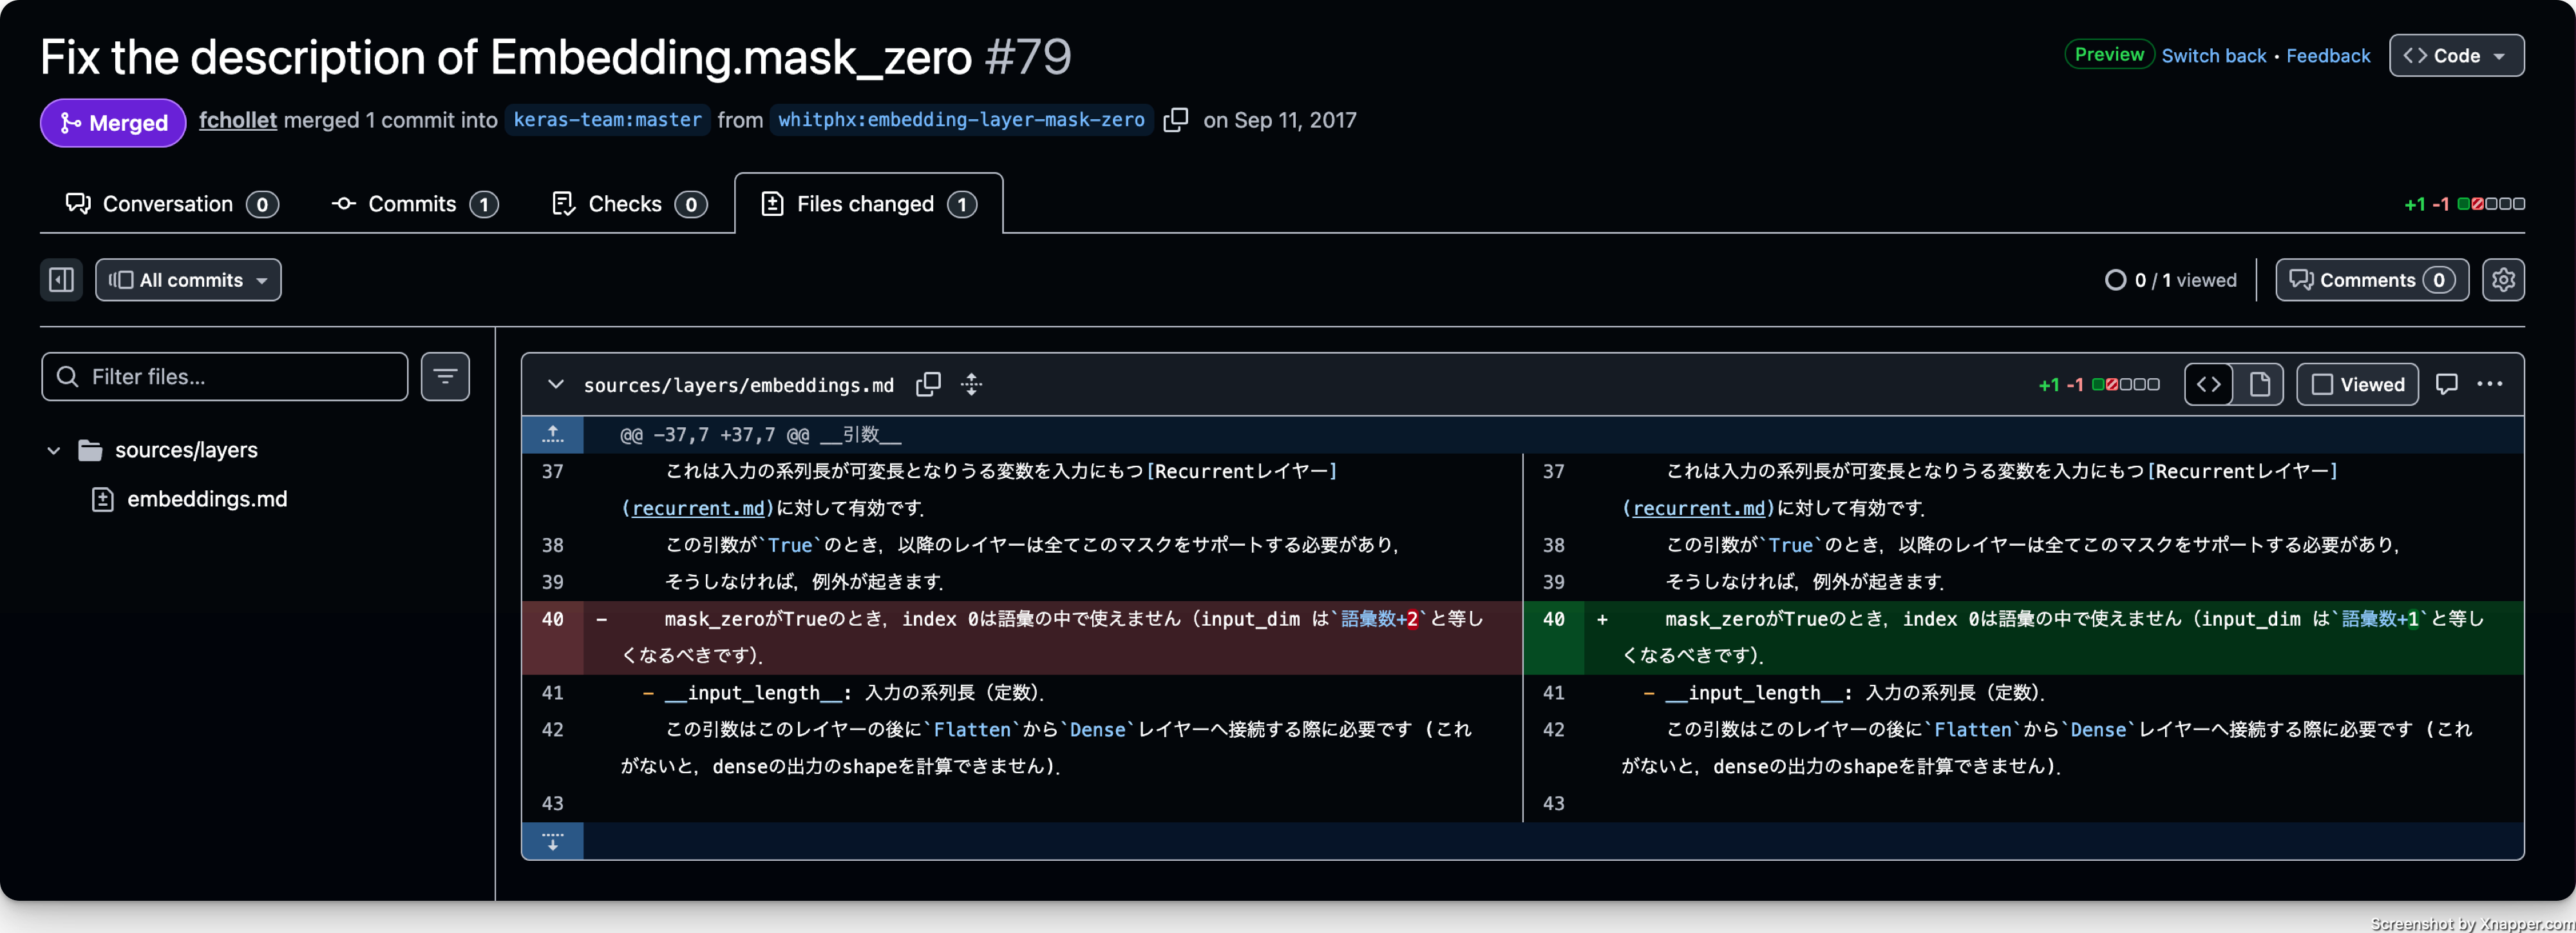 Fix the description of Embedding.mask_zero #79
Preview Switch back • Feedback <> Code
Merged fchollet merged 1 commit into keras-team:master from whitphx:embedding-layer-mask-zero on Sep 11, 2017
Conversation 0 Commits 1 Checks 0 Files changed 1 +1 -1
All commits 0 / 1 viewed Comments 0
Filter files...
sources/layers
embeddings.md
sources/layers/embeddings.md +1 -1 Viewed
@@ -37,7 +37,7 @@ __引数__
37 これは入力の系列長が可変長となりうる変数を入力にもつ[Recurrentレイヤー]
(recurrent.md)に対して有効です．
38 この引数が`True`のとき，以降のレイヤーは全てこのマスクをサポートする必要があり，
39 そうしなければ，例外が起きます．
40 - mask_zeroがTrueのとき，index 0は語彙の中で使えません（input_dim は`語彙数+2`と等し
くなるべきです）．
41 - __input_length__: 入力の系列長（定数）．
42 この引数はこのレイヤーの後に`Flatten`から`Dense`レイヤーへ接続する際に必要です (これ
がないと，denseの出力のshapeを計算できません)．
43
37 これは入力の系列長が可変長となりうる変数を入力にもつ[Recurrentレイヤー]
(recurrent.md)に対して有効です．
38 この引数が`True`のとき，以降のレイヤーは全てこのマスクをサポートする必要があり，
39 そうしなければ，例外が起きます．
40 + mask_zeroがTrueのとき，index 0は語彙の中で使えません（input_dim は`語彙数+1`と等し
くなるべきです）．
41 - __input_length__: 入力の系列長（定数）．
42 この引数はこのレイヤーの後に`Flatten`から`Dense`レイヤーへ接続する際に必要です (これ
がないと，denseの出力のshapeを計算できません)．
43
Screenshot by Xnapper.com